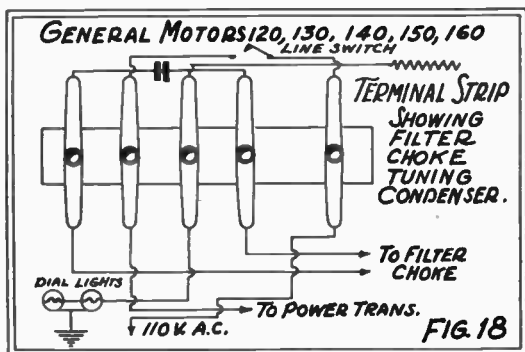 GENERAL MOTORS 120, 130, 140, 150, 160
LINE SWITCH
TERMINAL STRIP
SHOWING
FILTER
CHOKE
TUNING
CONDENSER.
TO FILTER
CHOKE
DIAL LIGHTS
TO POWER TRANS.
110 V. A.C.
FIG. 18